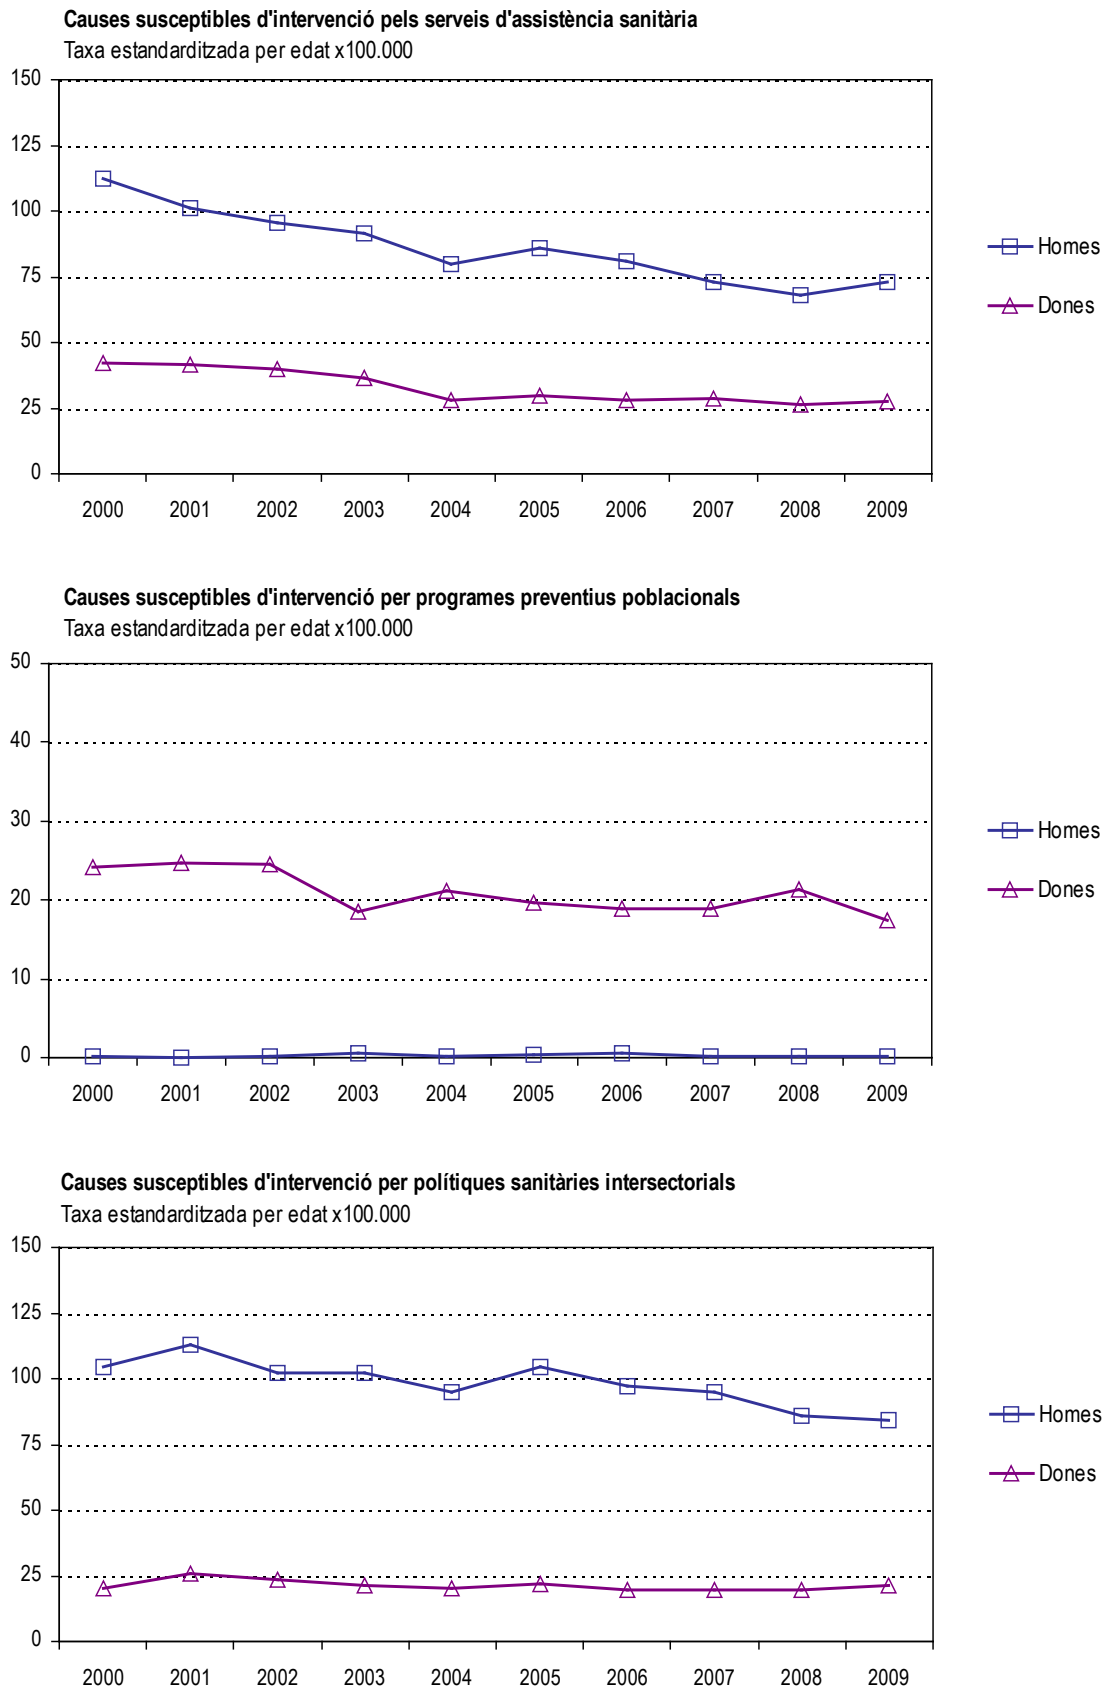 Causes susceptibles d'intervenció pels serveis d'assistència sanitària
Taxa estandarditzada per edat x100.000
150
125
100
75
50
25
0
2000 2001 2002 2003 2004 2005 2006 2007 2008 2009
Homes
Dones
Causes susceptibles d'intervenció per programes preventius poblacionals
Taxa estandarditzada per edat x100.000
50
40
30
20
10
0
2000 2001 2002 2003 2004 2005 2006 2007 2008 2009
Homes
Dones
Causes susceptibles d'intervenció per polítiques sanitàries intersectorials
Taxa estandarditzada per edat x100.000
150
125
100
75
50
25
0
2000 2001 2002 2003 2004 2005 2006 2007 2008 2009
Homes
Dones